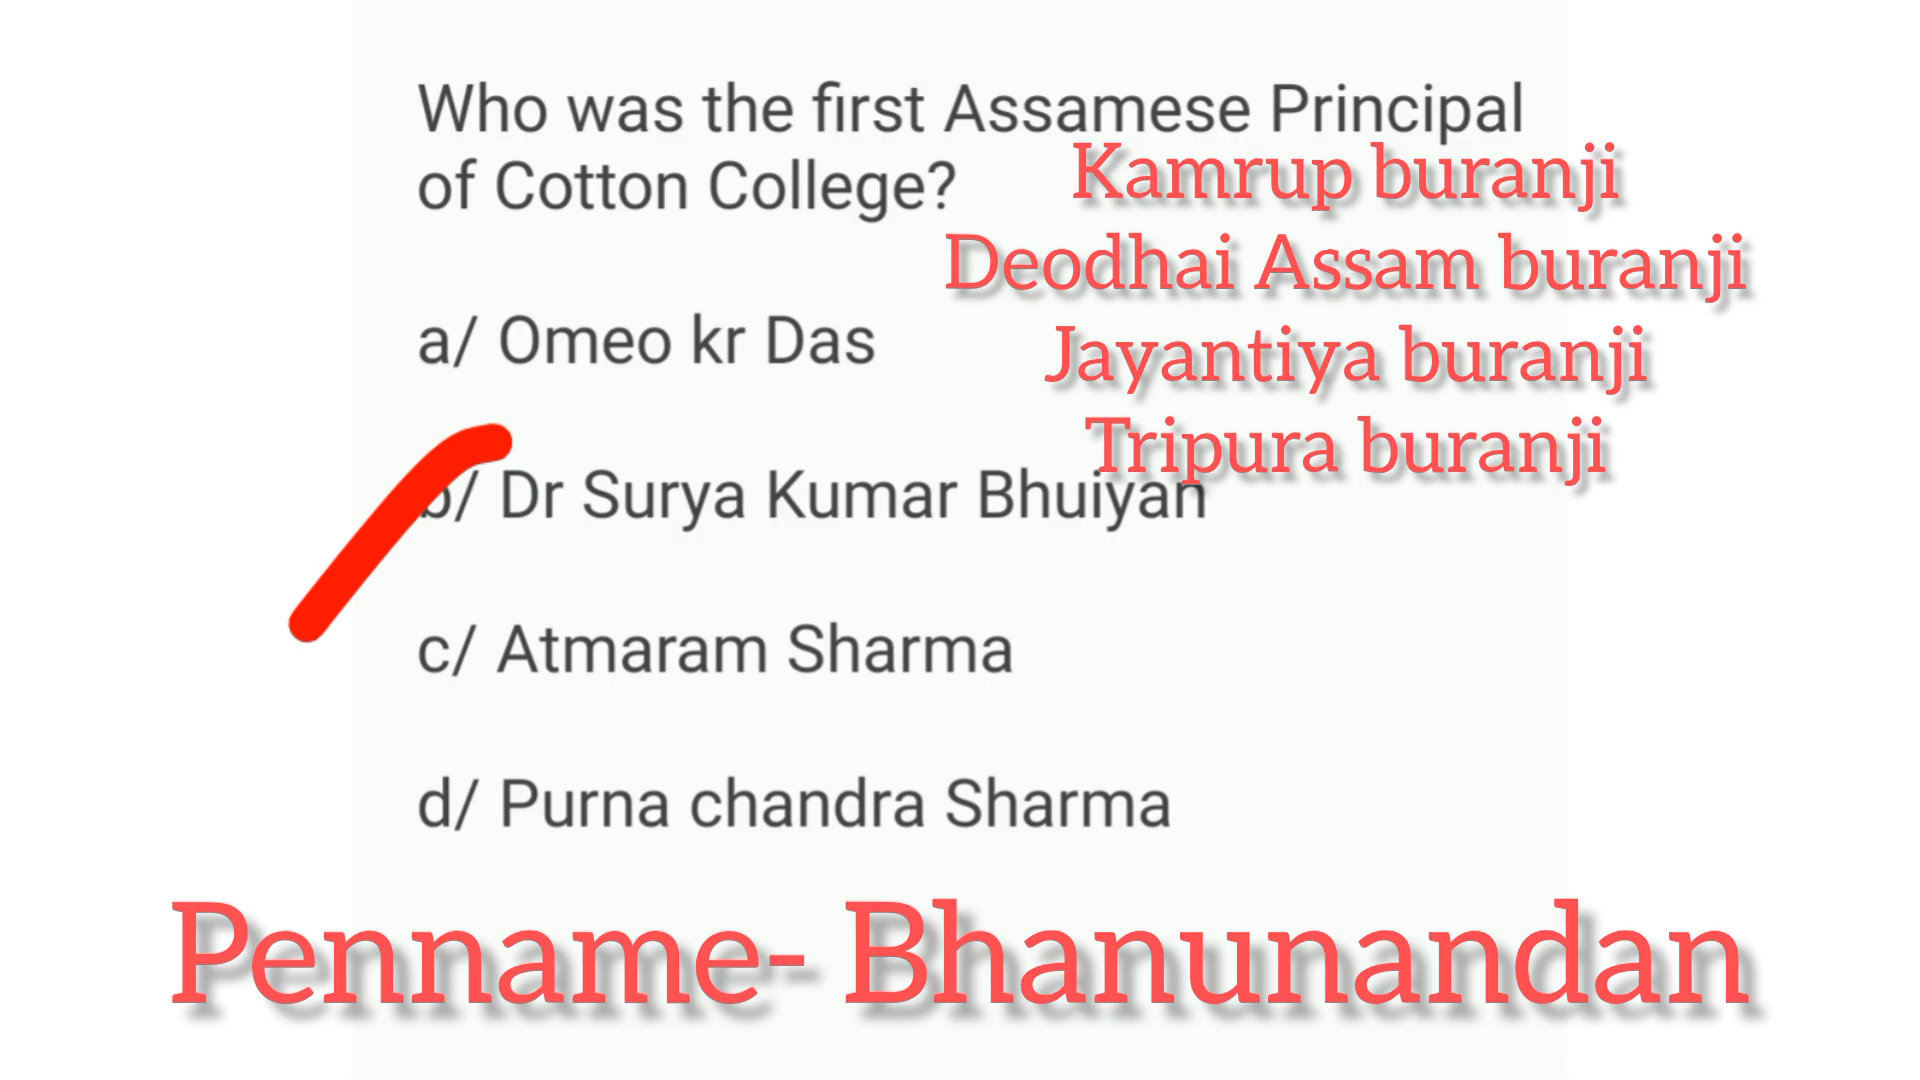 Who was the first Assamese Principal
of Cotton College?
Kamrup buranji
Deodhai Assam buranji
Jayantiya buranji
Tripura buranji
a/ Omeo kr Das
b/ Dr Surya Kumar Bhuiyan
c/ Atmaram Sharma
d/ Purna chandra Sharma
Penname- Bhanunandan